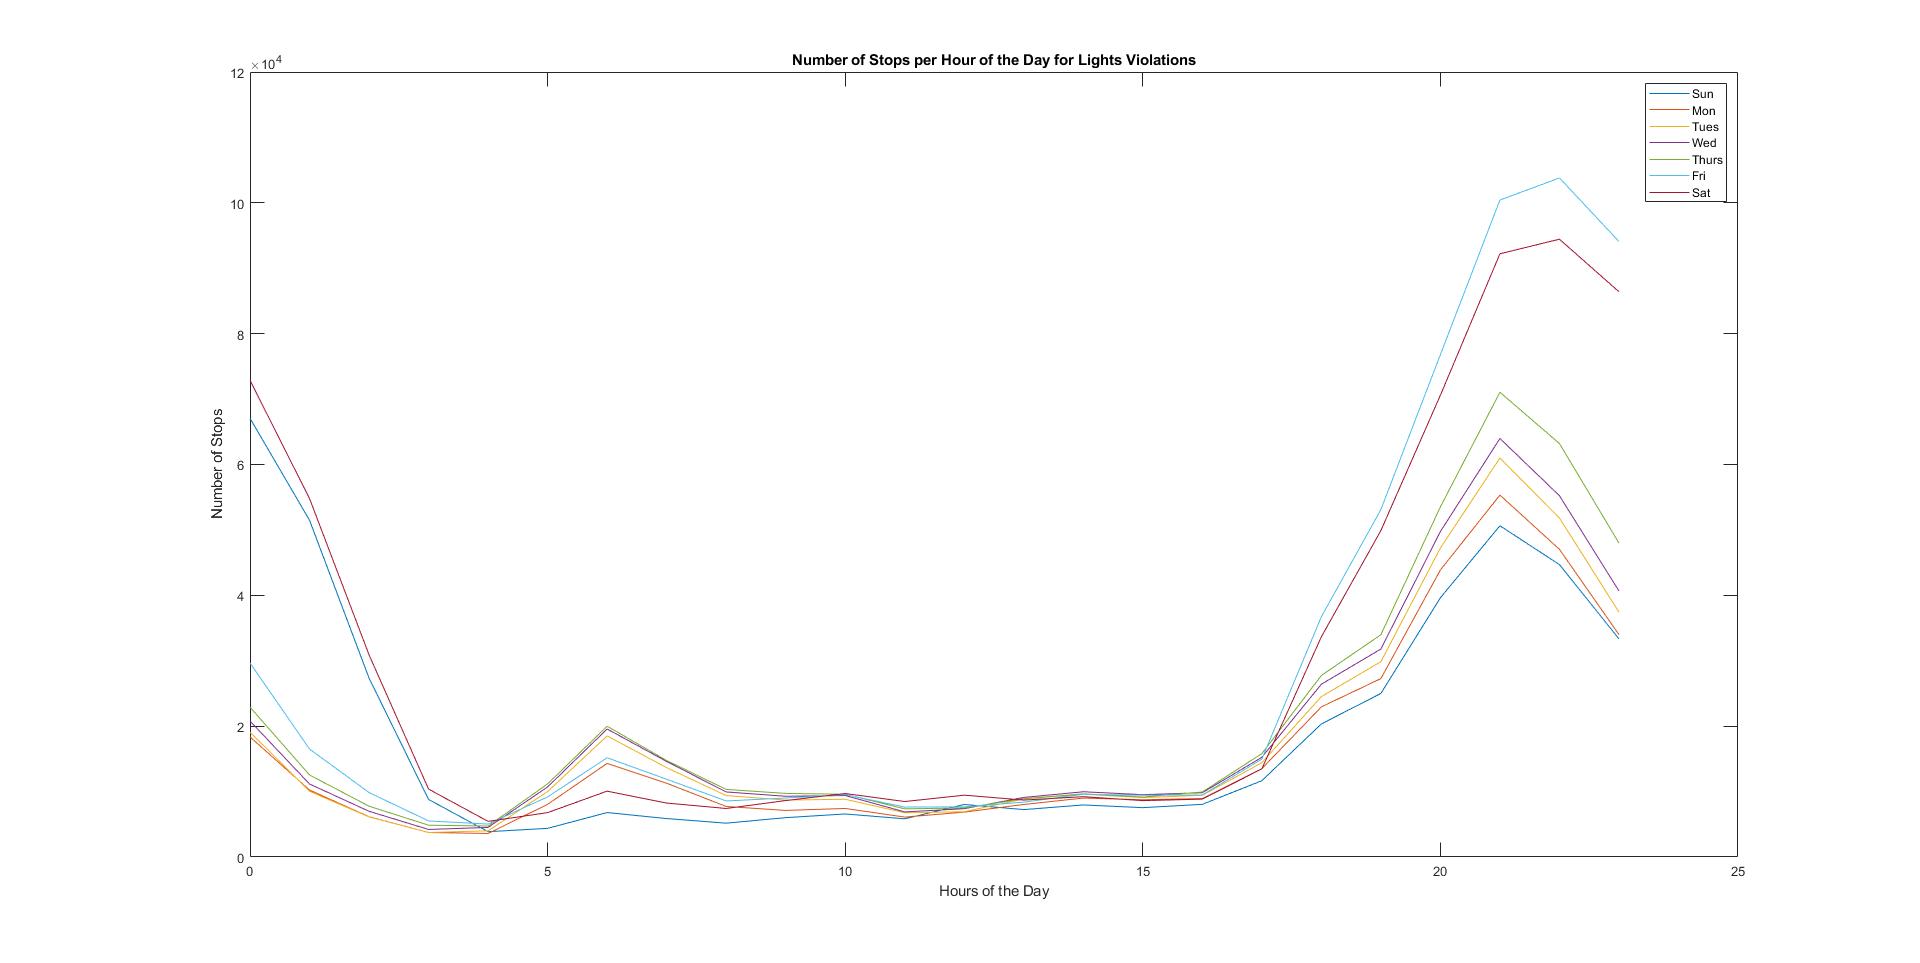 Number of Stops per Hour of the Day for Lights Violations
×10⁴
12
10
8
6
4
2
0
Number of Stops
0 5 10 15 20 25
Hours of the Day
Sun
Mon
Tues
Wed
Thurs
Fri
Sat